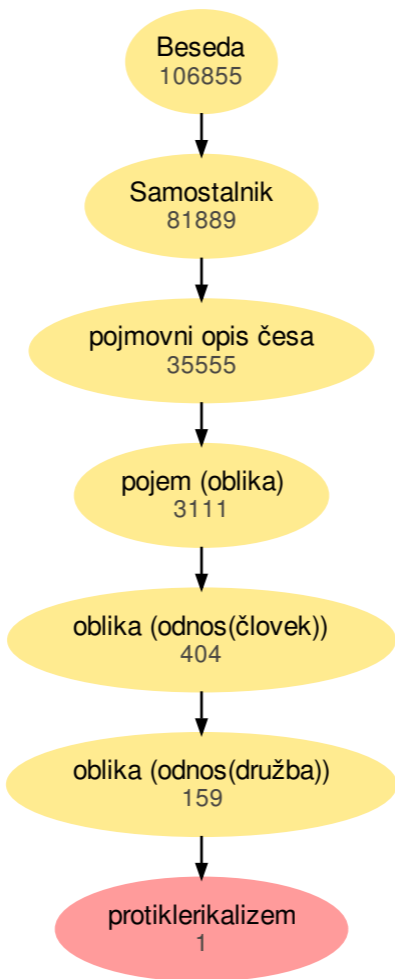 Beseda
106855
Samostalnik
81889
pojmovni opis česa
35555
pojem (oblika)
3111
oblika (odnos(človek))
404
oblika (odnos(družba))
159
protiklerikalizem
1